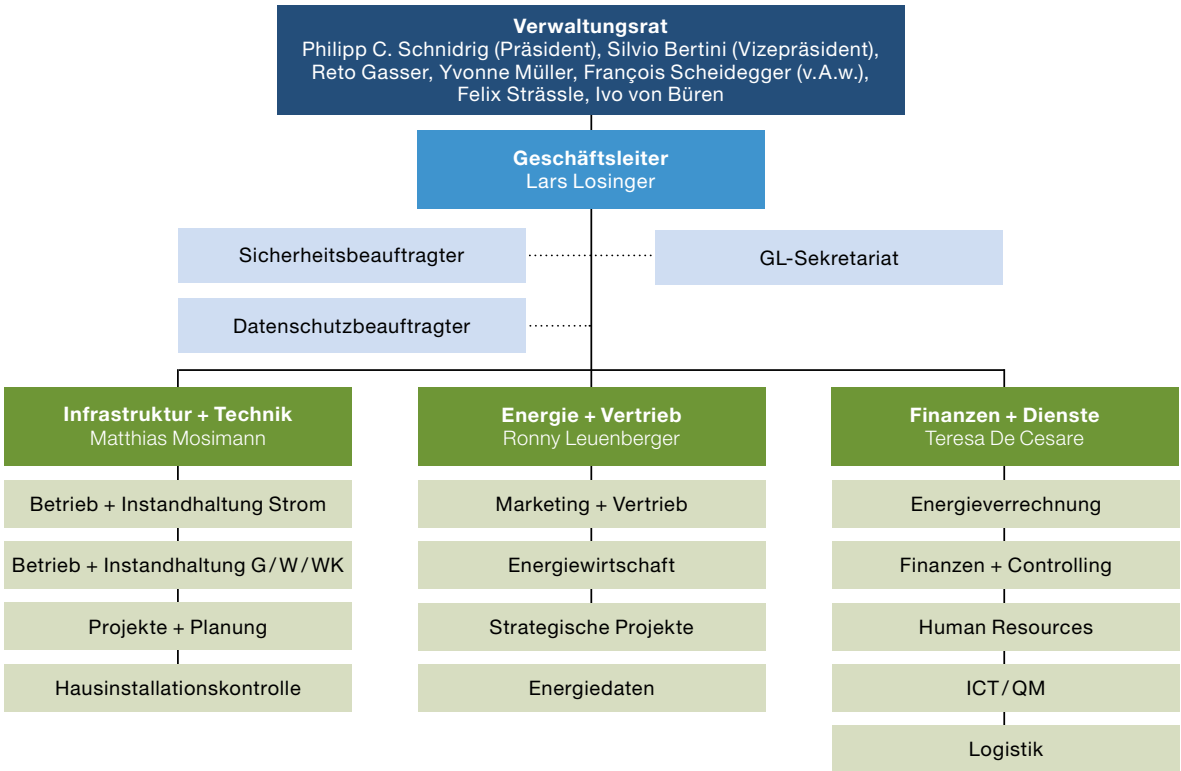 Verwaltungsrat
Philipp C. Schnidrig (Präsident), Silvio Bertini (Vizepräsident),
Reto Gasser, Yvonne Müller, François Scheidegger (v.A.w.),
Felix Strässle, Ivo von Büren
Geschäftsleiter
Lars Losinger
Sicherheitsbeauftragter
GL-Sekretariat
Datenschutzbeauftragter
Infrastruktur + Technik
Matthias Mosimann
Betrieb + Instandhaltung Strom
Betrieb + Instandhaltung G/W/WK
Projekte + Planung
Hausinstallationskontrolle
Energie + Vertrieb
Ronny Leuenberger
Marketing + Vertrieb
Energiewirtschaft
Strategische Projekte
Energiedaten
Finanzen + Dienste
Teresa De Cesare
Energieverrechnung
Finanzen + Controlling
Human Resources
ICT/QM
Logistik